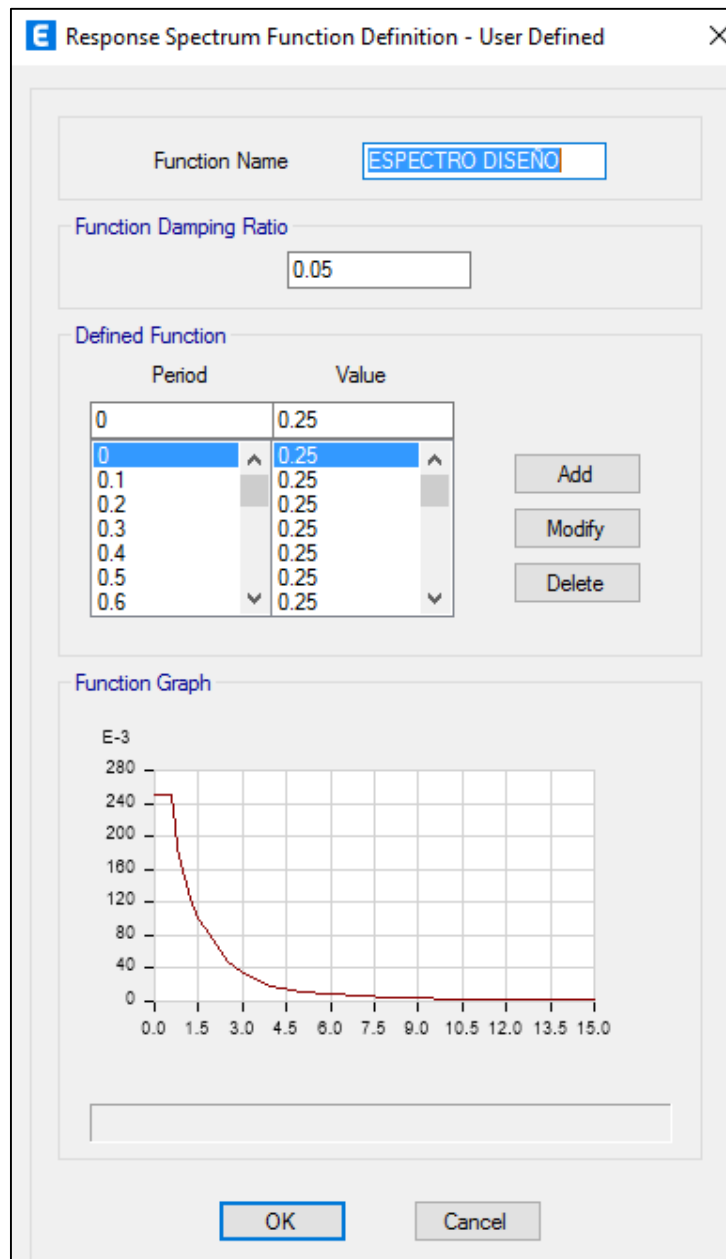 E Response Spectrum Function Definition - User Defined
Function Name ESPECTRO DISEÑO
Function Damping Ratio
0.05
Defined Function
Period Value
0 0.25
0 0.25
0.1 0.25
0.2 0.25
0.3 0.25
0.4 0.25
0.5 0.25
0.6 0.25
Add
Modify
Delete
Function Graph
E-3
280
240
200
160
120
80
40
0
0.0 1.5 3.0 4.5 6.0 7.5 9.0 10.5 12.0 13.5 15.0
OK Cancel